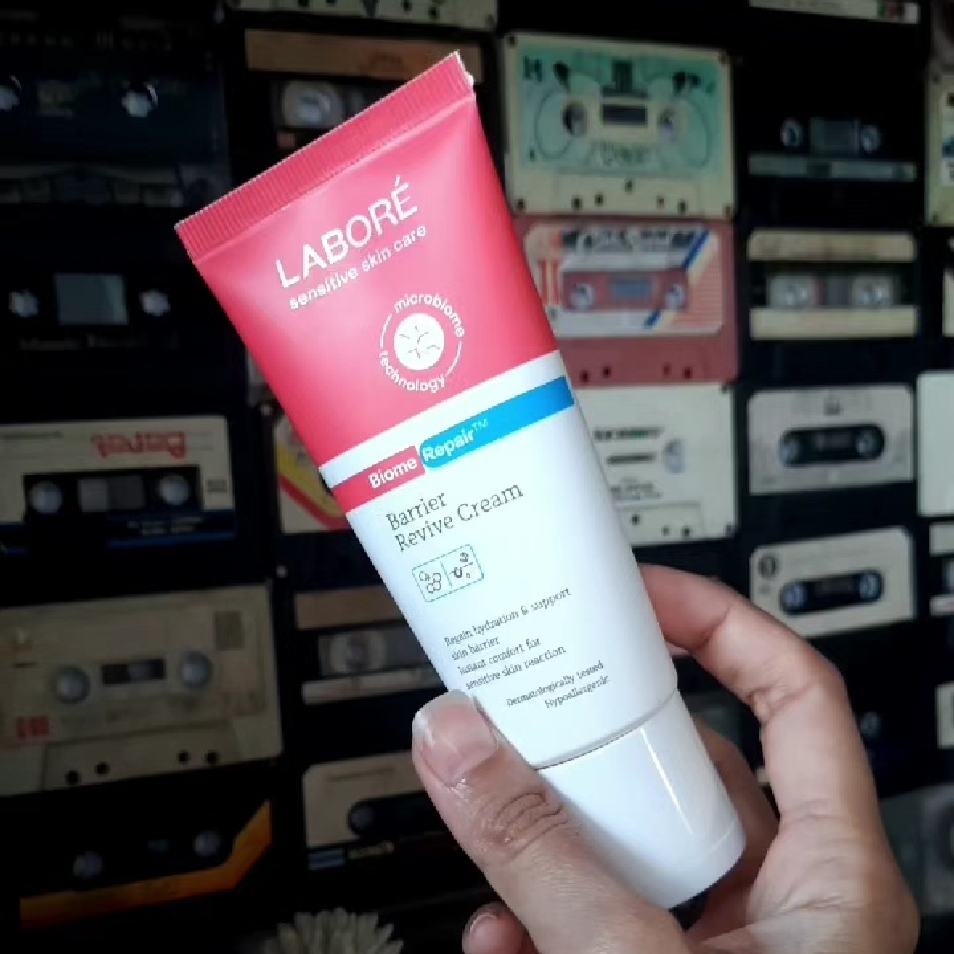 LABORÉ
sensitive skin care
microbiome
technology
Biome Repair™
Barrier
Revive Cream
Regain hydration & support
skin barrier
Instant comfort for
sensitive skin reaction
Dermatologically tested
Hypoallergenic